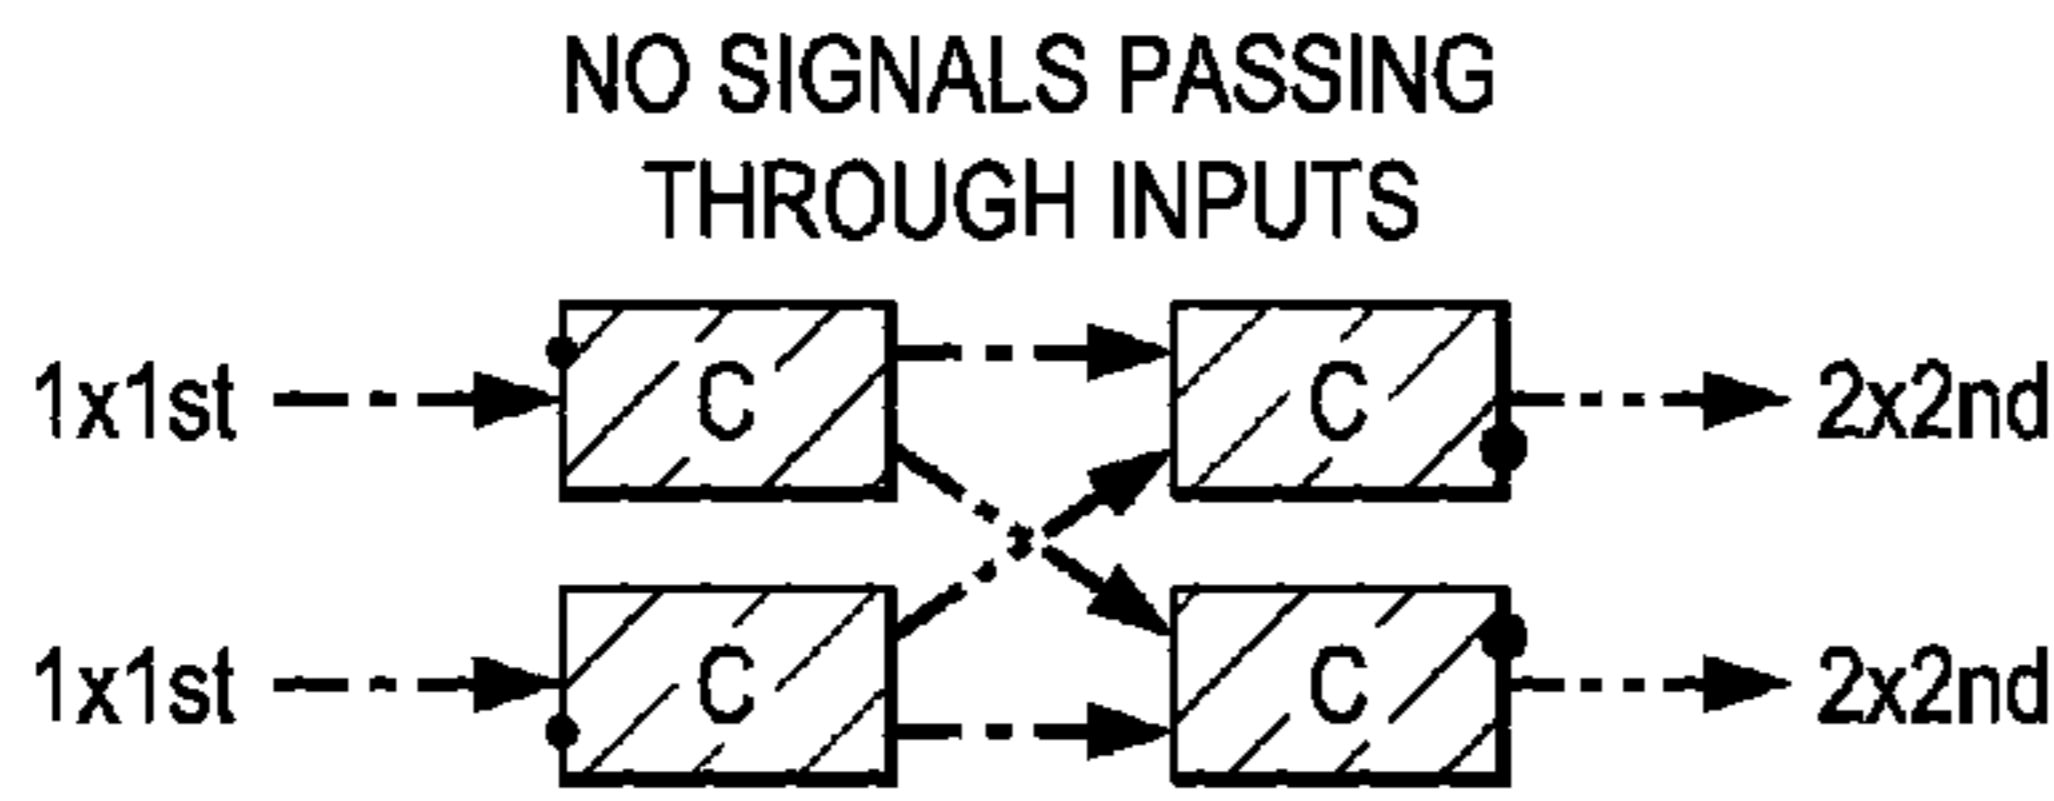 NO SIGNALS PASSING
THROUGH INPUTS
1x1st C C 2x2nd
1x1st C C 2x2nd